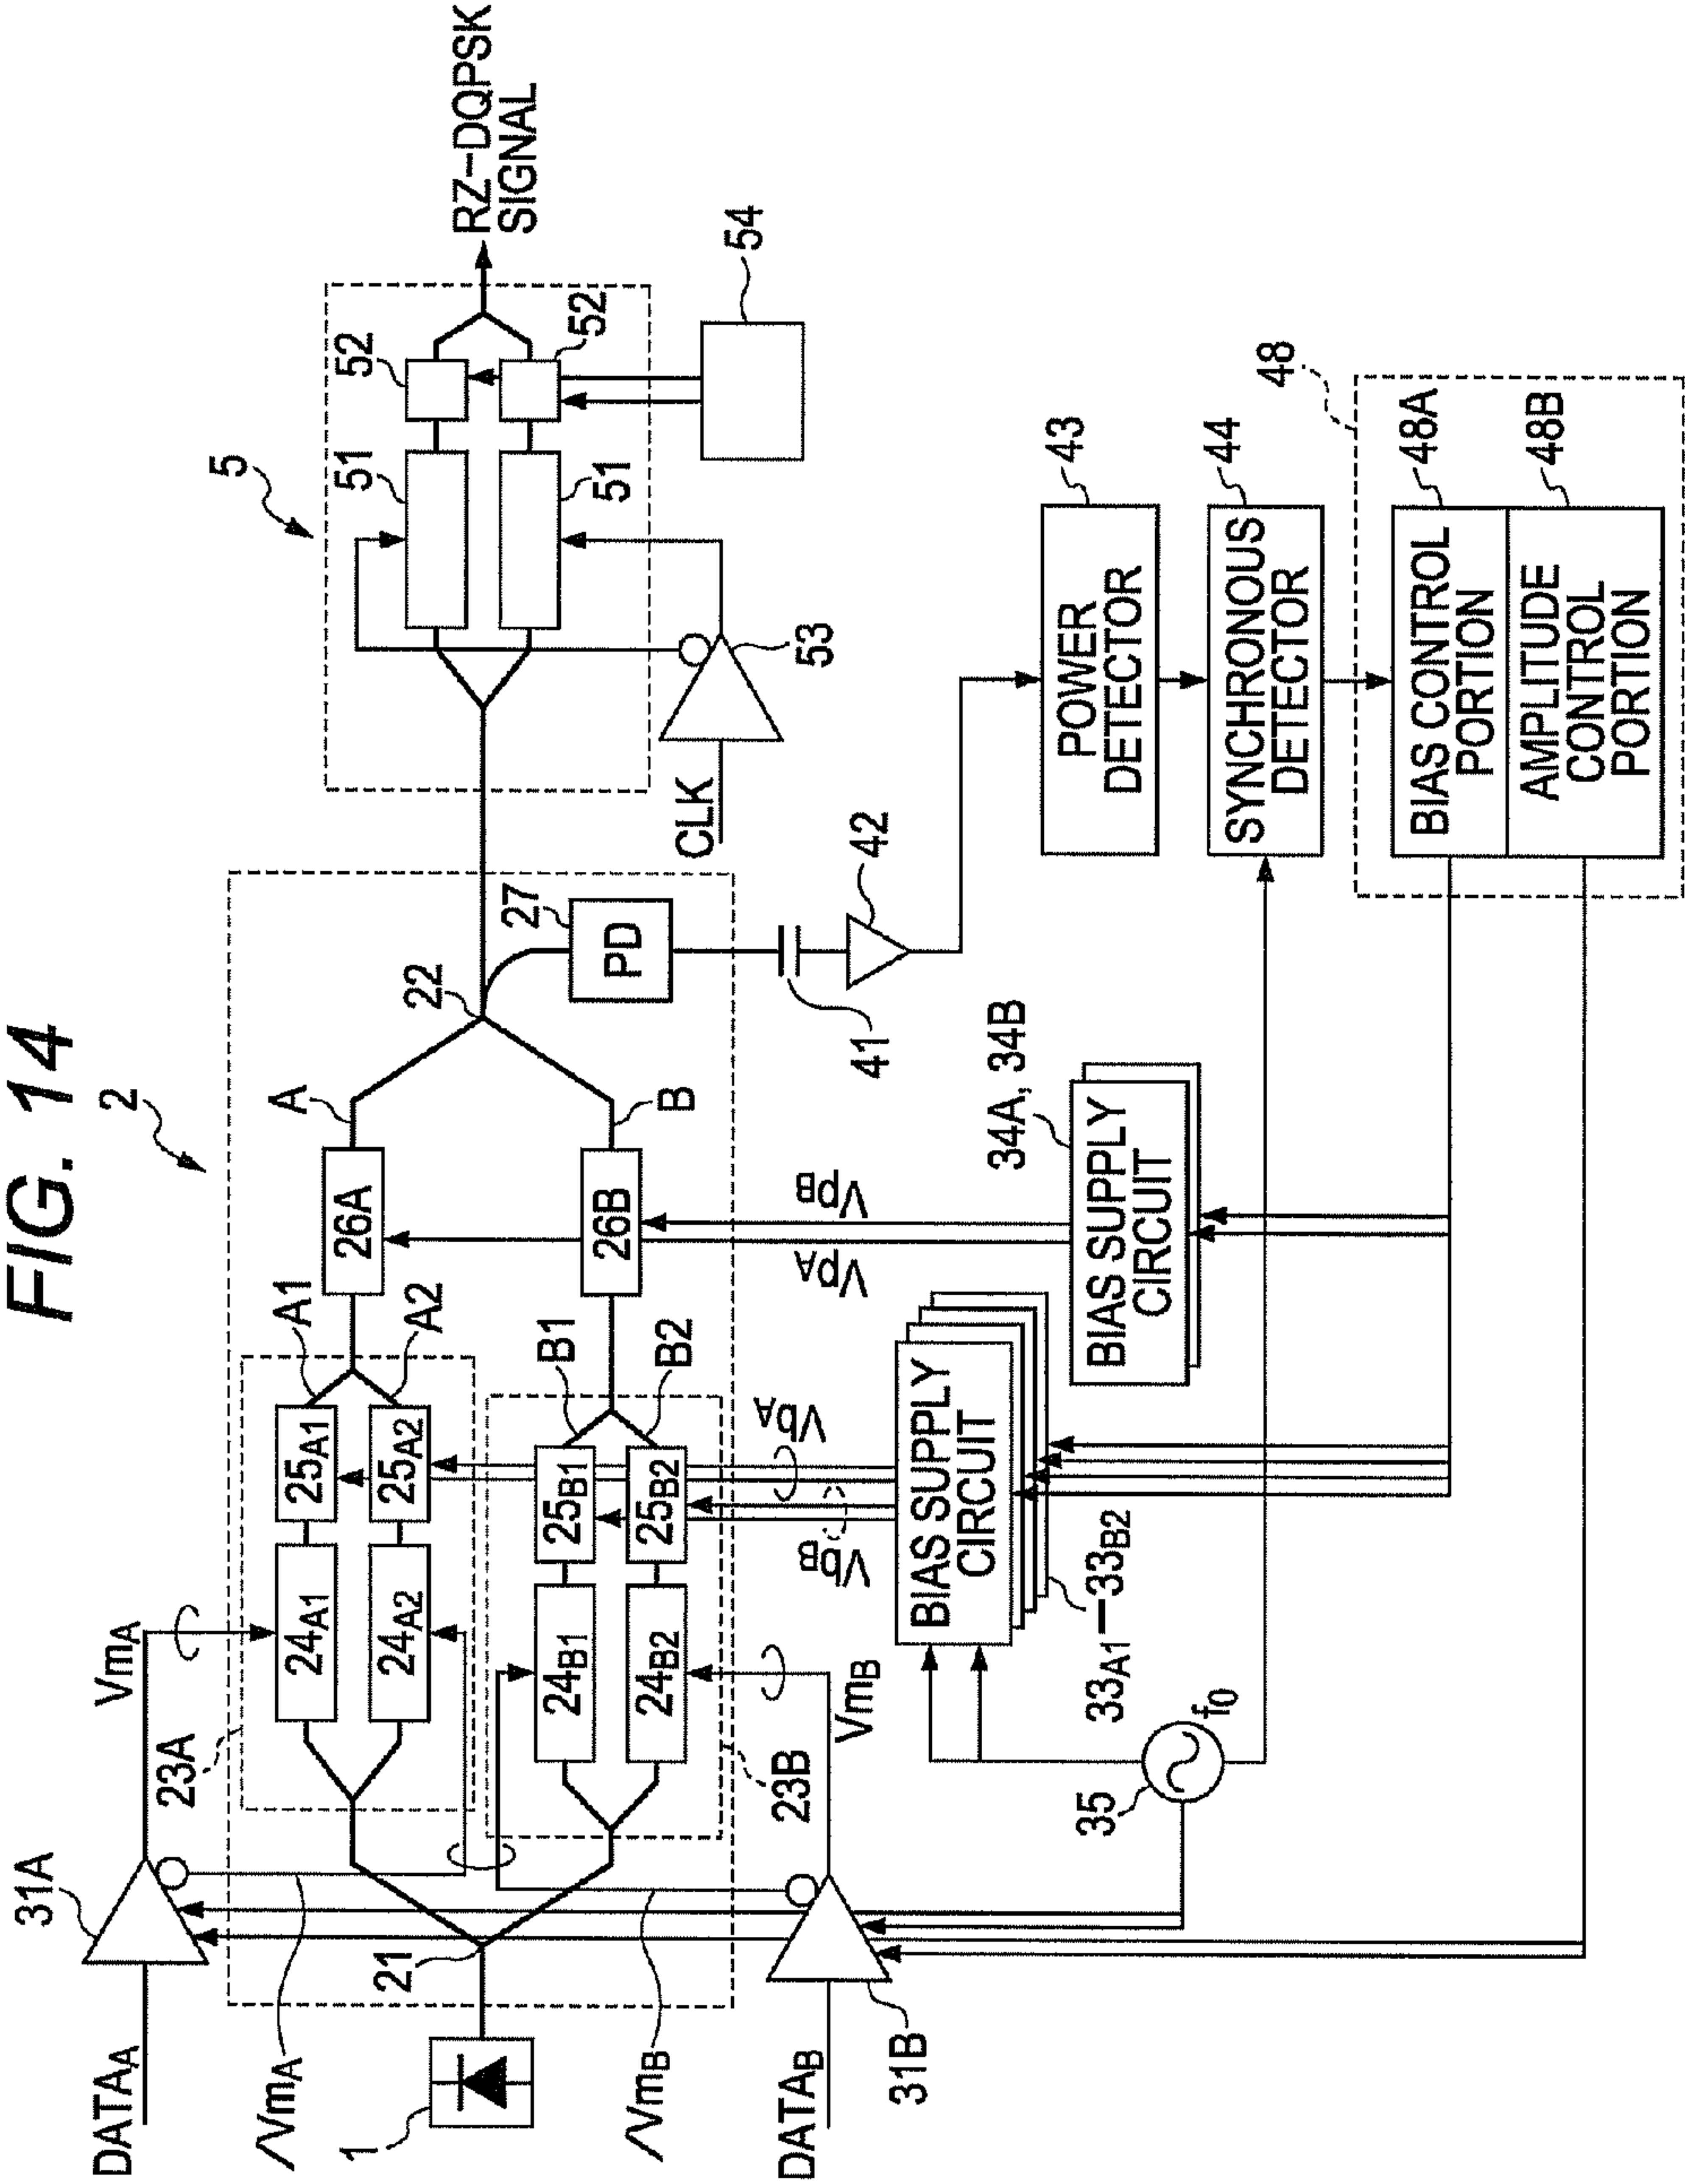 FIG. 14
2
5
DATAA
31A
VmA
23A
24A1
25A1
A1
24A2
25A2
A2
26A
A
22
27
PD
/VmA
1
21
/VmB
DATAB
31B
23B
24B1
25B1
B1
24B2
25B2
B2
26B
B
VmB
VbB
VbA
VpA
VpB
51
52
51
52
RZ-DQPSK
SIGNAL
CLK
53
54
41
42
35
f0
BIAS SUPPLY
CIRCUIT
33A1-33B2
BIAS SUPPLY
CIRCUIT
34A, 34B
POWER
DETECTOR
43
SYNCHRONOUS
DETECTOR
44
48
BIAS CONTROL
PORTION
48A
AMPLITUDE
CONTROL
PORTION
48B